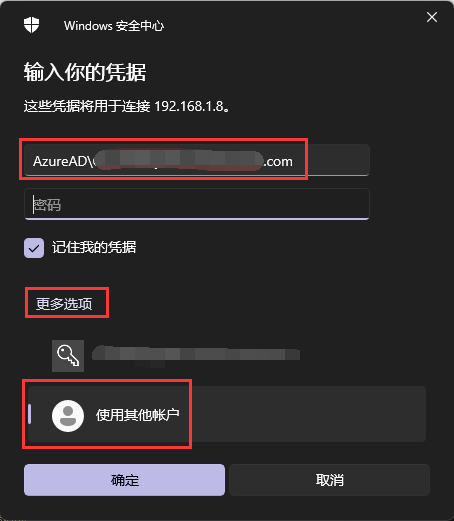 Windows 安全中心
输入你的凭据
这些凭据将用于连接 192.168.1.8。
AzureAD\ .com
密码
记住我的凭据
更多选项
使用其他帐户
确定
取消